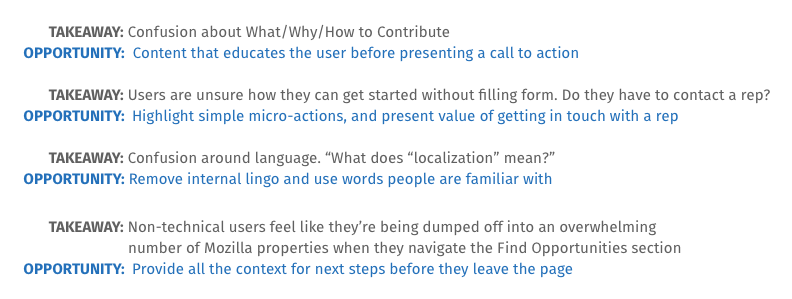 TAKEAWAY: Confusion about What/Why/How to Contribute
OPPORTUNITY: Content that educates the user before presenting a call to action
TAKEAWAY: Users are unsure how they can get started without filling form. Do they have to contact a rep?
OPPORTUNITY: Highlight simple micro-actions, and present value of getting in touch with a rep
TAKEAWAY: Confusion around language. “What does “localization” mean?”
OPPORTUNITY: Remove internal lingo and use words people are familiar with
TAKEAWAY: Non-technical users feel like they’re being dumped off into an overwhelming
number of Mozilla properties when they navigate the Find Opportunities section
OPPORTUNITY: Provide all the context for next steps before they leave the page